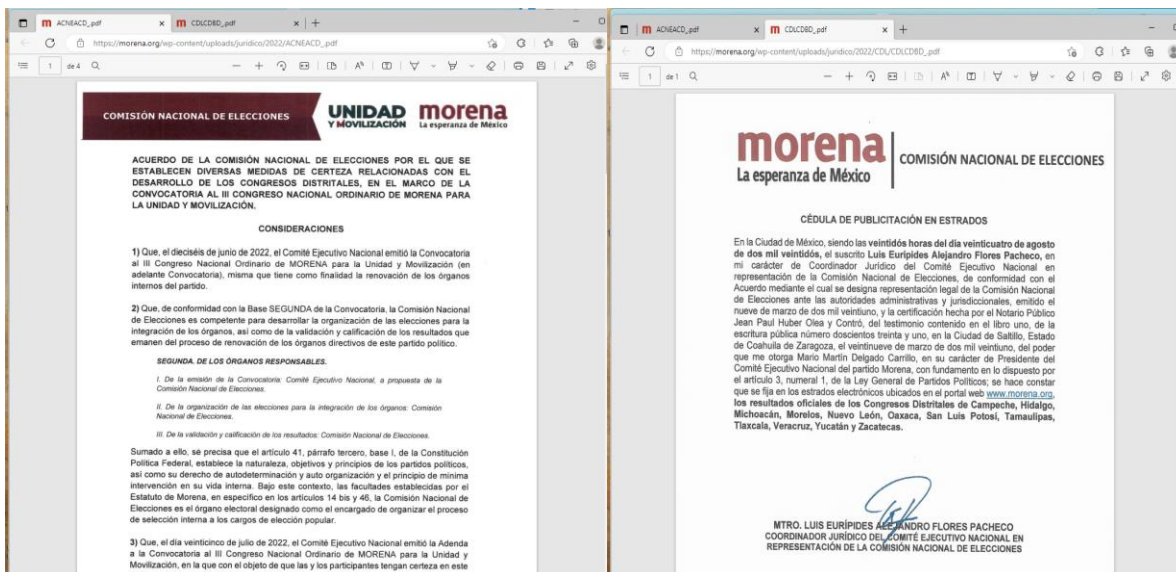 ACNEACD_.pdf
CDLCDBD_.pdf
https://morena.org/wp-content/uploads/juridico/2022/ACNEACD_.pdf
1 de 4
COMISIÓN NACIONAL DE ELECCIONES
UNIDAD
Y MOVILIZACIÓN
morena
La esperanza de México
ACUERDO DE LA COMISIÓN NACIONAL DE ELECCIONES POR EL QUE SE
ESTABLECEN DIVERSAS MEDIDAS DE CERTEZA RELACIONADAS CON EL
DESARROLLO DE LOS CONGRESOS DISTRITALES, EN EL MARCO DE LA
CONVOCATORIA AL III CONGRESO NACIONAL ORDINARIO DE MORENA PARA
LA UNIDAD Y MOVILIZACIÓN.
CONSIDERACIONES
1) Que, el dieciséis de junio de 2022, el Comité Ejecutivo Nacional emitió la Convocatoria
al III Congreso Nacional Ordinario de MORENA para la Unidad y Movilización (en
adelante Convocatoria), misma que tiene como finalidad la renovación de los órganos
internos del partido.
2) Que, de conformidad con la Base SEGUNDA de la Convocatoria, la Comisión Nacional
de Elecciones es competente para desarrollar la organización de las elecciones para la
integración de los órganos, así como de la validación y calificación de los resultados que
emanen del proceso de renovación de los órganos directivos de este partido político.
SEGUNDA. DE LOS ÓRGANOS RESPONSABLES.
I. De la emisión de la Convocatoria: Comité Ejecutivo Nacional, a propuesta de la
Comisión Nacional de Elecciones.
II. De la organización de las elecciones para la integración de los órganos: Comisión
Nacional de Elecciones.
III. De la validación y calificación de los resultados: Comisión Nacional de Elecciones.
Sumado a ello, se precisa que el artículo 41, párrafo tercero, base I, de la Constitución
Política Federal, establece la naturaleza, objetivos y principios de los partidos políticos,
así como su derecho de autodeterminación y auto organización y el principio de mínima
intervención en su vida interna. Bajo este contexto, las facultades establecidas por el
Estatuto de Morena, en específico en los artículos 14 bis y 46, la Comisión Nacional de
Elecciones es el órgano electoral designado como el encargado de organizar el proceso
de selección interna a los cargos de elección popular.
3) Que, el día veinticinco de julio de 2022, el Comité Ejecutivo Nacional emitió la Adenda
a la Convocatoria al III Congreso Nacional Ordinario de MORENA para la Unidad y
Movilización, en la que con el objeto de que las y los participantes tengan certeza en este
ACNEACD_.pdf
CDLCDBD_.pdf
https://morena.org/wp-content/uploads/juridico/2022/CDL/CDLCDBD_.pdf
1 de 1
morena
La esperanza de México
COMISIÓN NACIONAL DE ELECCIONES
CÉDULA DE PUBLICITACIÓN EN ESTRADOS
En la Ciudad de México, siendo las veintidós horas del día veinticuatro de agosto
de dos mil veintidós, el suscrito Luis Eurípides Alejandro Flores Pacheco, en
mi carácter de Coordinador Jurídico del Comité Ejecutivo Nacional en
representación de la Comisión Nacional de Elecciones, de conformidad con el
Acuerdo mediante el cual se designa representación legal de la Comisión Nacional
de Elecciones ante las autoridades administrativas y jurisdiccionales, emitido el
nueve de marzo de dos mil veintiuno, y la certificación hecha por el Notario Público
Jean Paul Huber Olea y Contró, del testimonio contenido en el libro uno, de la
escritura pública número doscientos treinta y uno, en la Ciudad de Saltillo, Estado
de Coahuila de Zaragoza, el veintinueve de marzo de dos mil veintiuno, del poder
que me otorga Mario Martín Delgado Carrillo, en su carácter de Presidente del
Comité Ejecutivo Nacional del partido Morena, con fundamento en lo dispuesto por
el artículo 3, numeral 1, de la Ley General de Partidos Políticos; se hace constar
que se fija en los estrados electrónicos ubicados en el portal web www.morena.org,
los resultados oficiales de los Congresos Distritales de Campeche, Hidalgo,
Michoacán, Morelos, Nuevo León, Oaxaca, San Luis Potosí, Tamaulipas,
Tlaxcala, Veracruz, Yucatán y Zacatecas.
MTRO. LUIS EURÍPIDES ALEJANDRO FLORES PACHECO
COORDINADOR JURÍDICO DEL COMITÉ EJECUTIVO NACIONAL EN
REPRESENTACIÓN DE LA COMISIÓN NACIONAL DE ELECCIONES